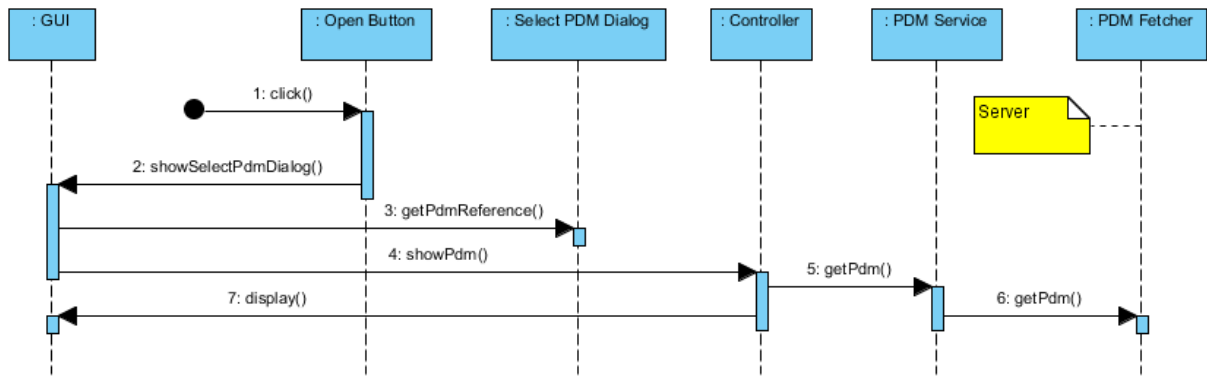 : GUI
: Open Button
: Select PDM Dialog
: Controller
: PDM Service
: PDM Fetcher
1: click()
Server
2: showSelectPdmDialog()
3: getPdmReference()
4: showPdm()
5: getPdm()
7: display()
6: getPdm()